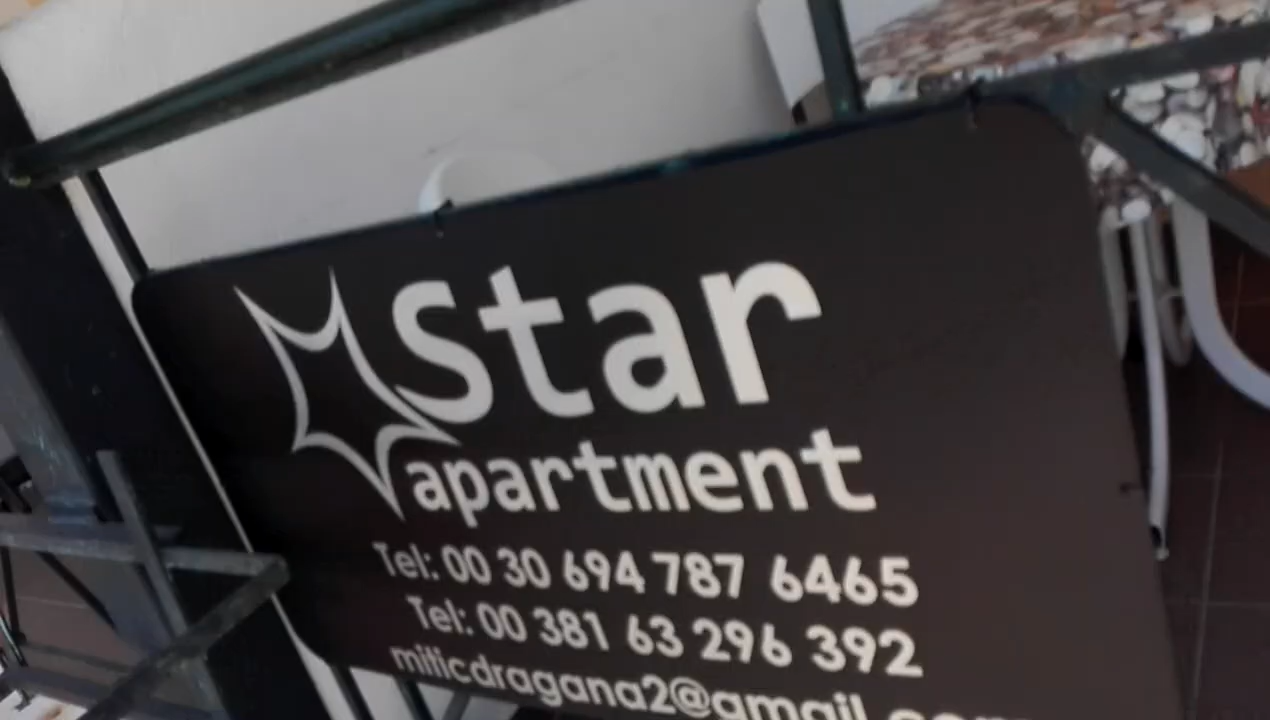 Star
apartment
Tel: 00 30 694 787 6465
Tel: 00 381 63 296 392
miticdragana2@gmail.com